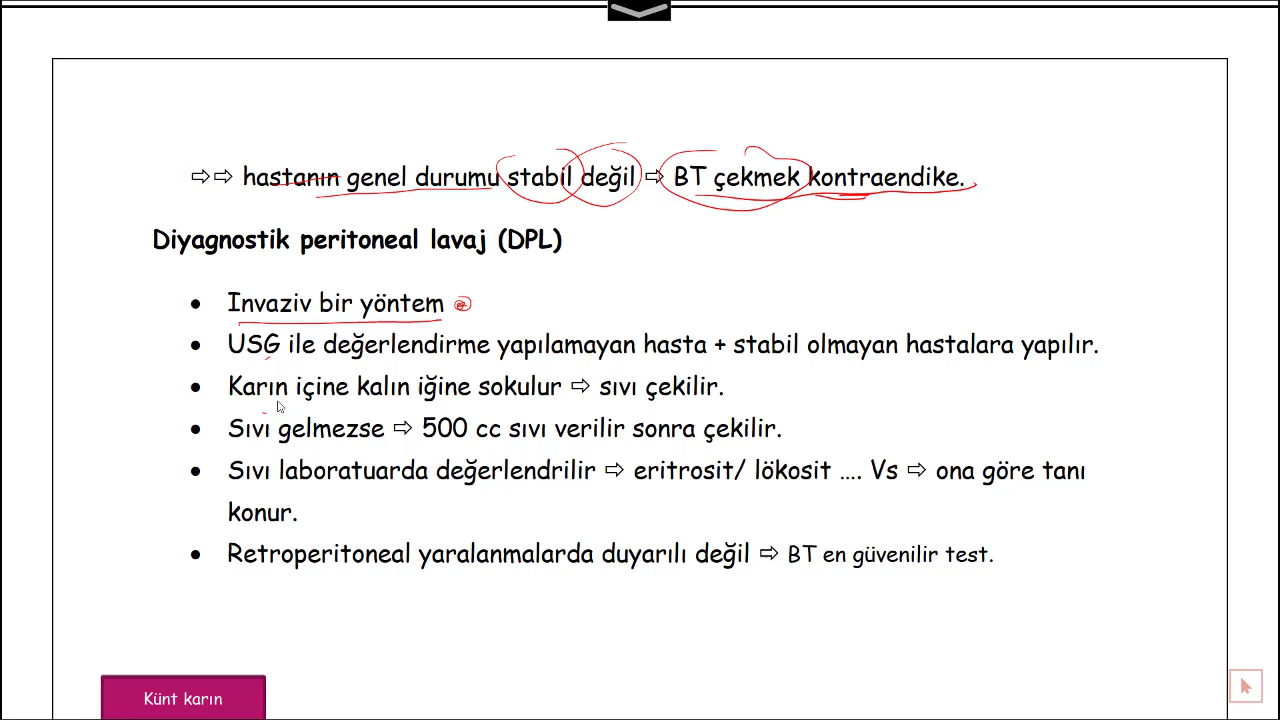 ⇨⇨ hastanın genel durumu stabil değil ⇨ BT çekmek kontraendike.
Diyagnostik peritoneal lavaj (DPL)
• Invaziv bir yöntem
• USG ile değerlendirme yapılamayan hasta + stabil olmayan hastalara yapılır.
• Karın içine kalın iğine sokulur ⇨ sıvı çekilir.
• Sıvı gelmezse ⇨ 500 cc sıvı verilir sonra çekilir.
• Sıvı laboratuarda değerlendrilir ⇨ eritrosit/ lökosit …. Vs ⇨ ona göre tanı
konur.
• Retroperitoneal yaralanmalarda duyarılı değil ⇨ BT en güvenilir test.
Künt karın